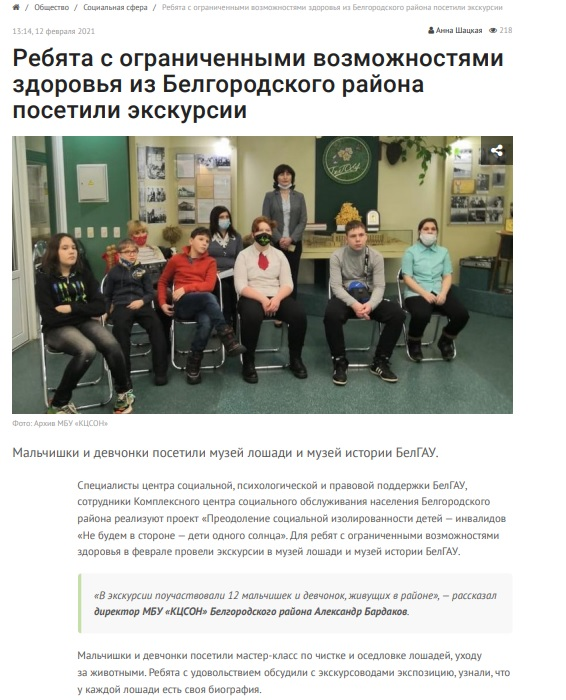 / Общество / Социальная сфера / Ребята с ограниченными возможностями здоровья из Белгородского района посетили экскурсии
13:14, 12 февраля 2021
Анна Шацкая 218
Ребята с ограниченными возможностями
здоровья из Белгородского района
посетили экскурсии
Фото: Архив МБУ «КЦСОН»
Мальчишки и девчонки посетили музей лошади и музей истории БелГАУ.
Специалисты центра социальной, психологической и правовой поддержки БелГАУ,
сотрудники Комплексного центра социального обслуживания населения Белгородского
района реализуют проект «Преодоление социальной изолированности детей — инвалидов
«Не будем в стороне — дети одного солнца». Для ребят с ограниченными возможностями
здоровья в феврале провели экскурсии в музей лошади и музей истории БелГАУ.
«В экскурсии поучаствовали 12 мальчишек и девчонок, живущих в районе», — рассказал
директор МБУ «КЦСОН» Белгородского района Александр Бардаков.
Мальчишки и девчонки посетили мастер-класс по чистке и оседловке лошадей, уходу
за животными. Ребята с удовольствием обсудили с экскурсоводами экспозицию, узнали, что
у каждой лошади есть своя биография.